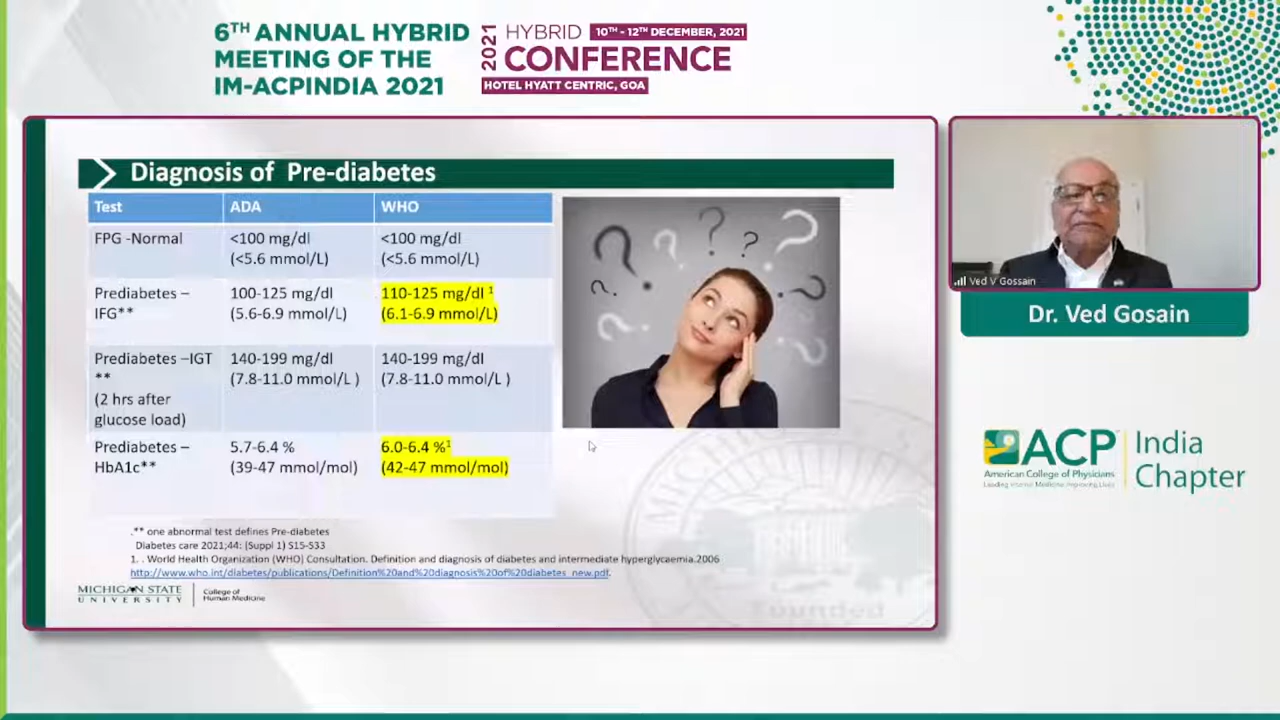 6TH ANNUAL HYBRID
MEETING OF THE
IM-ACPINDIA 2021
2021
HYBRID 10TH - 12TH DECEMBER, 2021
CONFERENCE
HOTEL HYATT CENTRIC, GOA
Diagnosis of Pre-diabetes
Test ADA WHO
FPG -Normal <100 mg/dl <100 mg/dl
(<5.6 mmol/L) (<5.6 mmol/L)
Prediabetes – 100-125 mg/dl 110-125 mg/dl 1
IFG** (5.6-6.9 mmol/L) (6.1-6.9 mmol/L)
Prediabetes –IGT 140-199 mg/dl 140-199 mg/dl
** (7.8-11.0 mmol/L ) (7.8-11.0 mmol/L )
(2 hrs after
glucose load)
Prediabetes – 5.7-6.4 % 6.0-6.4 %1
HbA1c** (39-47 mmol/mol) (42-47 mmol/mol)
.** one abnormal test defines Pre-diabetes
Diabetes care 2021;44: (Suppl 1) S15-S33
1. . World Health Organization (WHO) Consultation. Definition and diagnosis of diabetes and intermediate hyperglycaemia.2006
http://www.who.int/diabetes/publications/Definition%20and%20diagnosis%20of%20diabetes_new.pdf.
MICHIGAN STATE
UNIVERSITY
College of
Human Medicine
Founded
Ved V Gossain
Dr. Ved Gosain
ACP
American College of Physicians
Leading Internal Medicine, Improving Lives
India
Chapter